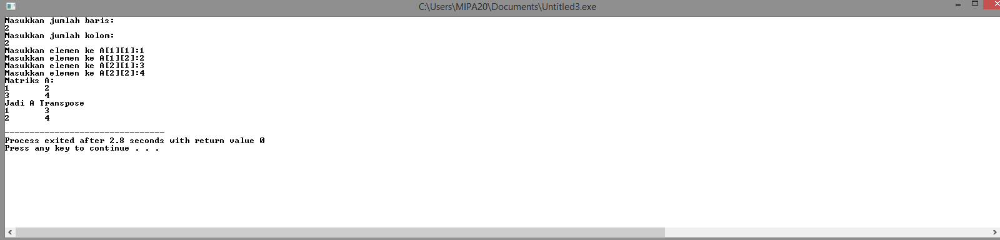 C:\Users\MIPA20\Documents\Untitled3.exe
Masukkan jumlah baris:
2
Masukkan jumlah kolom:
2
Masukkan elemen ke A[1][1]:1
Masukkan elemen ke A[1][2]:2
Masukkan elemen ke A[2][1]:3
Masukkan elemen ke A[2][2]:4
Matriks A:
1       2
3       4
Jadi A Transpose
1       3
2       4
--------------------------------
Process exited after 2.8 seconds with return value 0
Press any key to continue . . .